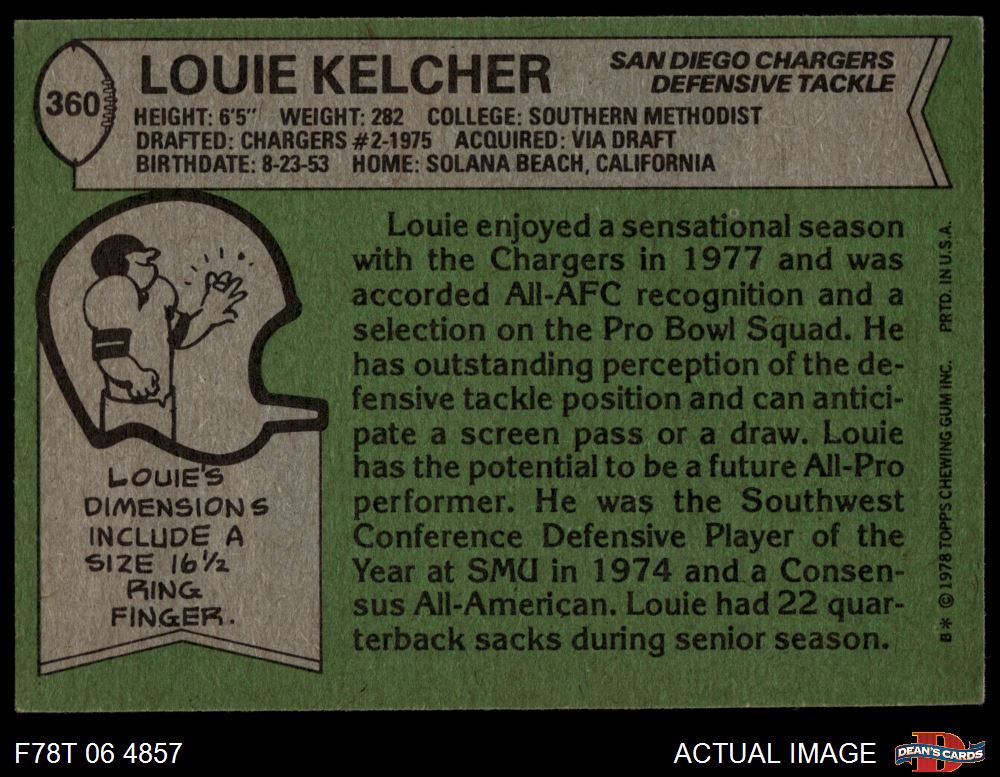 360
LOUIE KELCHER
SAN DIEGO CHARGERS
DEFENSIVE TACKLE
HEIGHT: 6'5" WEIGHT: 282 COLLEGE: SOUTHERN METHODIST
DRAFTED: CHARGERS #2-1975 ACQUIRED: VIA DRAFT
BIRTHDATE: 8-23-53 HOME: SOLANA BEACH, CALIFORNIA
LOUIE'S
DIMENSIONS
INCLUDE A
SIZE 16½
RING
FINGER.
Louie enjoyed a sensational season
with the Chargers in 1977 and was
accorded All-AFC recognition and a
selection on the Pro Bowl Squad. He
has outstanding perception of the de-
fensive tackle position and can antici-
pate a screen pass or a draw. Louie
has the potential to be a future All-Pro
performer. He was the Southwest
Conference Defensive Player of the
Year at SMU in 1974 and a Consen-
sus All-American. Louie had 22 quar-
terback sacks during senior season.
B* © 1978 TOPPS CHEWING GUM INC. PRTD. IN U.S.A.
F78T 06 4857
ACTUAL IMAGE
D
DEAN'S CARDS